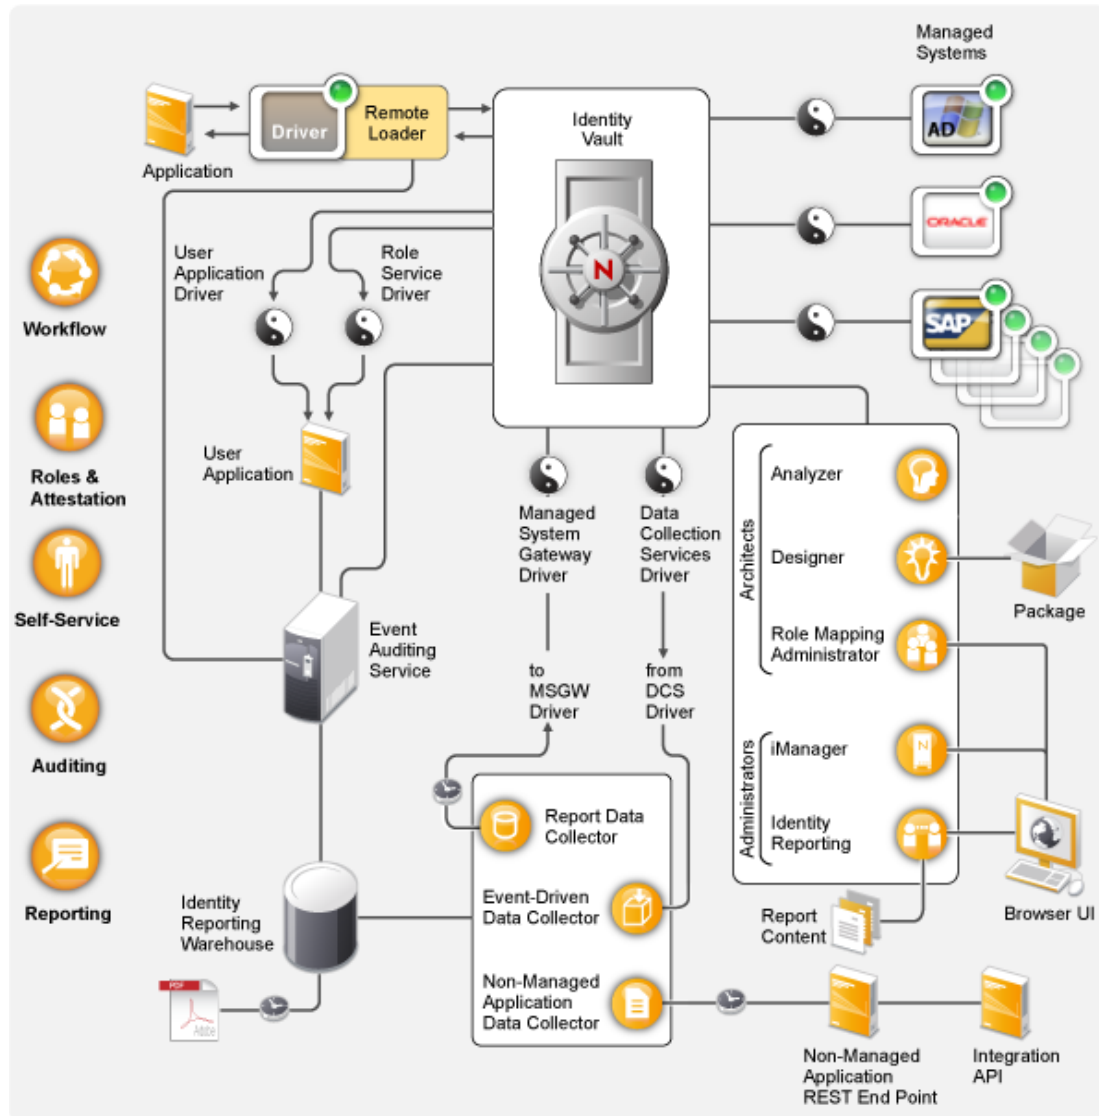 Managed
Systems
Application
Driver
Remote
Loader
Identity
Vault
N
AD
ORACLE
SAP
User
Application
Driver
Role
Service
Driver
Workflow
Roles &
Attestation
Self-Service
Auditing
Reporting
User
Application
Managed
System
Gateway
Driver
Data
Collection
Services
Driver
Event
Auditing
Service
to
MSGW
Driver
from
DCS
Driver
Architects
Analyzer
Designer
Role Mapping
Administrator
Package
Administrators
iManager
N
Identity
Reporting
Browser UI
Report
Content
Report Data
Collector
Event-Driven
Data Collector
Non-Managed
Application
Data Collector
Identity
Reporting
Warehouse
PDF
Adobe
Non-Managed
Application
REST End Point
Integration
API